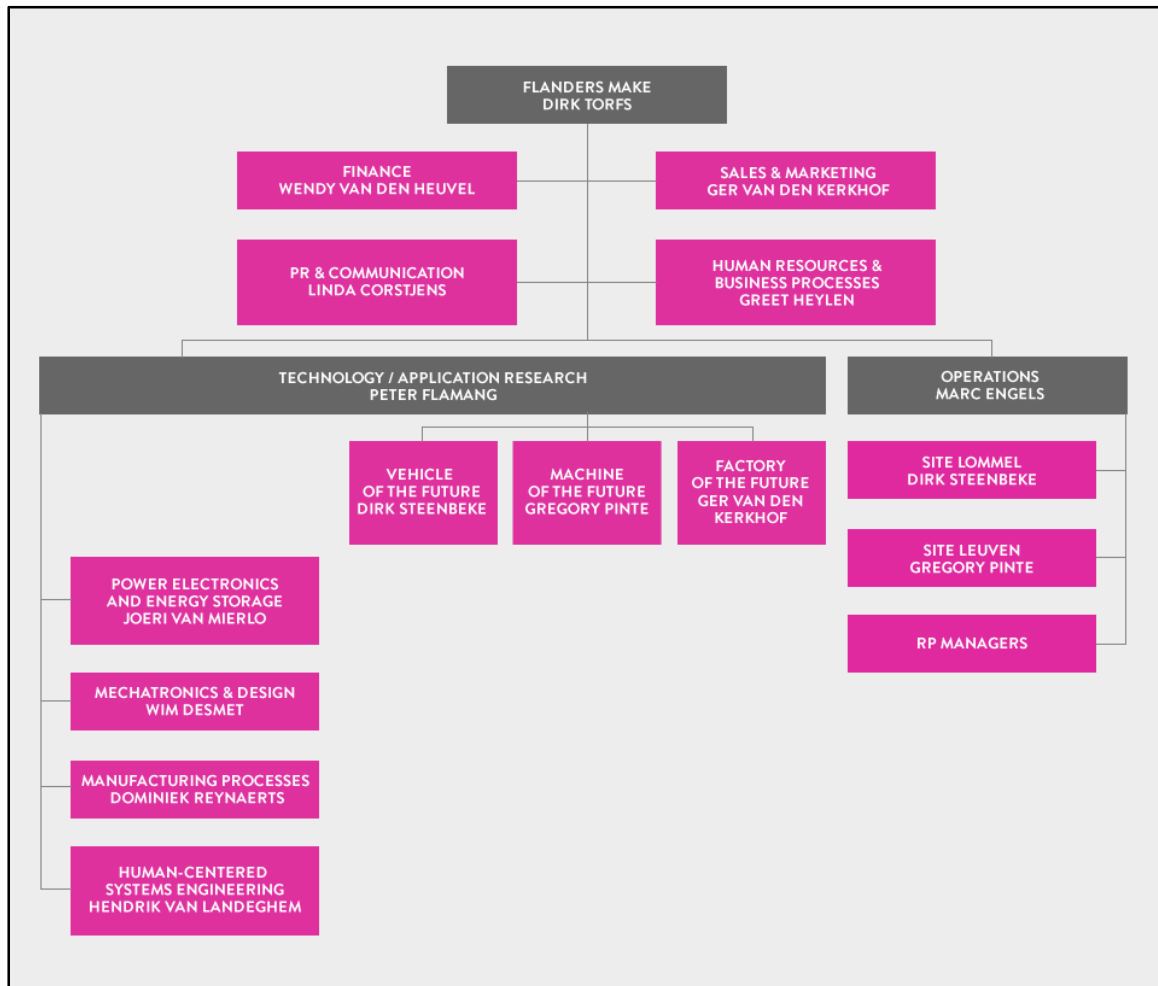 FLANDERS MAKE
DIRK TORFS
FINANCE
WENDY VAN DEN HEUVEL
SALES & MARKETING
GER VAN DEN KERKHOF
PR & COMMUNICATION
LINDA CORSTJENS
HUMAN RESOURCES &
BUSINESS PROCESSES
GREET HEYLEN
TECHNOLOGY / APPLICATION RESEARCH
PETER FLAMANG
OPERATIONS
MARC ENGELS
VEHICLE
OF THE FUTURE
DIRK STEENBEKE
MACHINE
OF THE FUTURE
GREGORY PINTE
FACTORY
OF THE FUTURE
GER VAN DEN
KERKHOF
SITE LOMMEL
DIRK STEENBEKE
SITE LEUVEN
GREGORY PINTE
RP MANAGERS
POWER ELECTRONICS
AND ENERGY STORAGE
JOERI VAN MIERLO
MECHATRONICS & DESIGN
WIM DESMET
MANUFACTURING PROCESSES
DOMINIEK REYNAERTS
HUMAN-CENTERED
SYSTEMS ENGINEERING
HENDRIK VAN LANDEGHEM